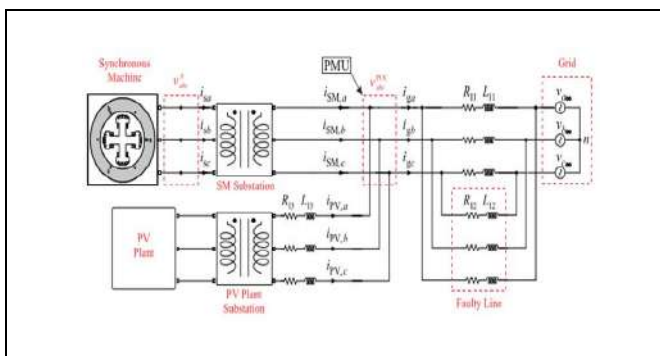 Synchronous
Machine
PMU
Grid
i_sa
i_sb
i_sc
i_SM,a
i_SM,b
i_SM,c
i_ga
i_gb
i_gc
R_l1 L_l1
n
SM Substation
R_l3 L_l3
i_PV,a
i_PV,b
i_PV,c
R_l2 L_l2
PV
Plant
PV Plant
Substation
Faulty Line